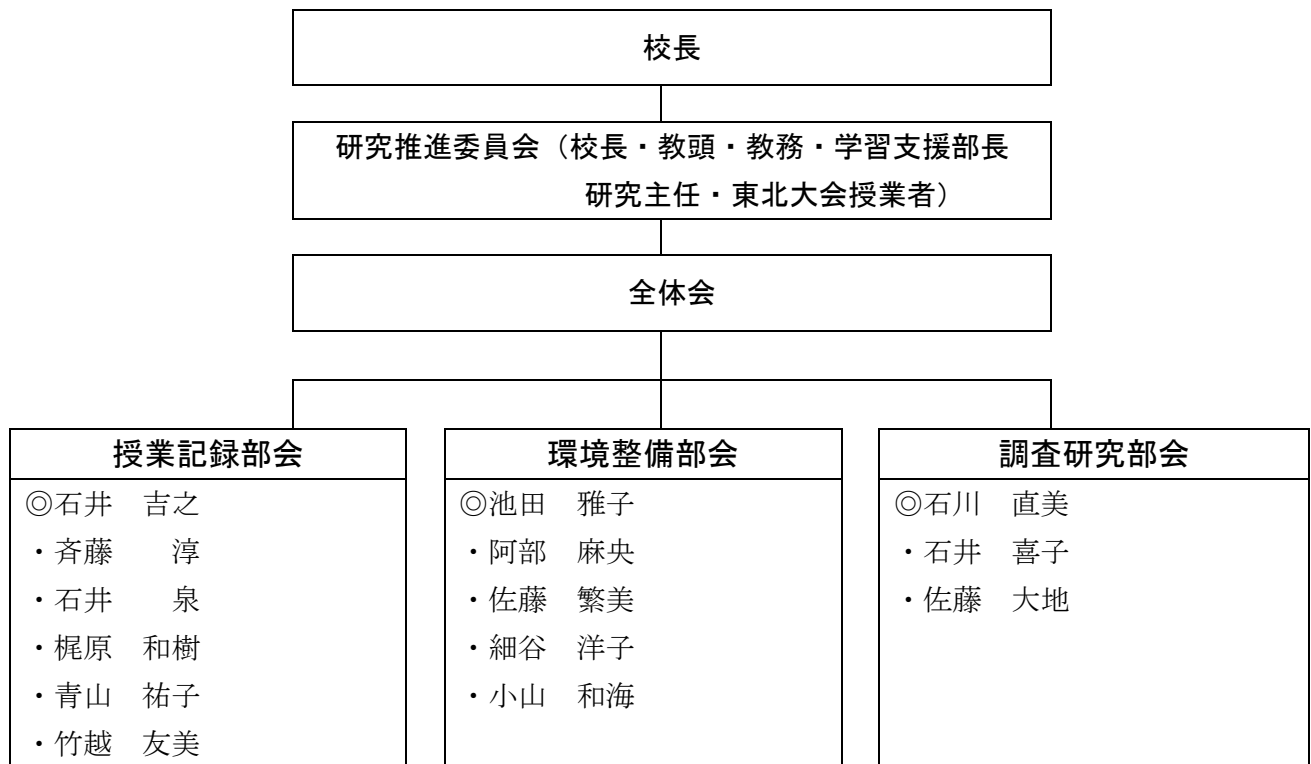 校長
研究推進委員会（校長・教頭・教務・学習支援部長
研究主任・東北大会授業者）
全体会
授業記録部会
◎石井　吉之
・斉藤　　淳
・石井　　泉
・梶原　和樹
・青山　祐子
・竹越　友美
環境整備部会
◎池田　雅子
・阿部　麻央
・佐藤　繁美
・細谷　洋子
・小山　和海
調査研究部会
◎石川　直美
・石井　喜子
・佐藤　大地